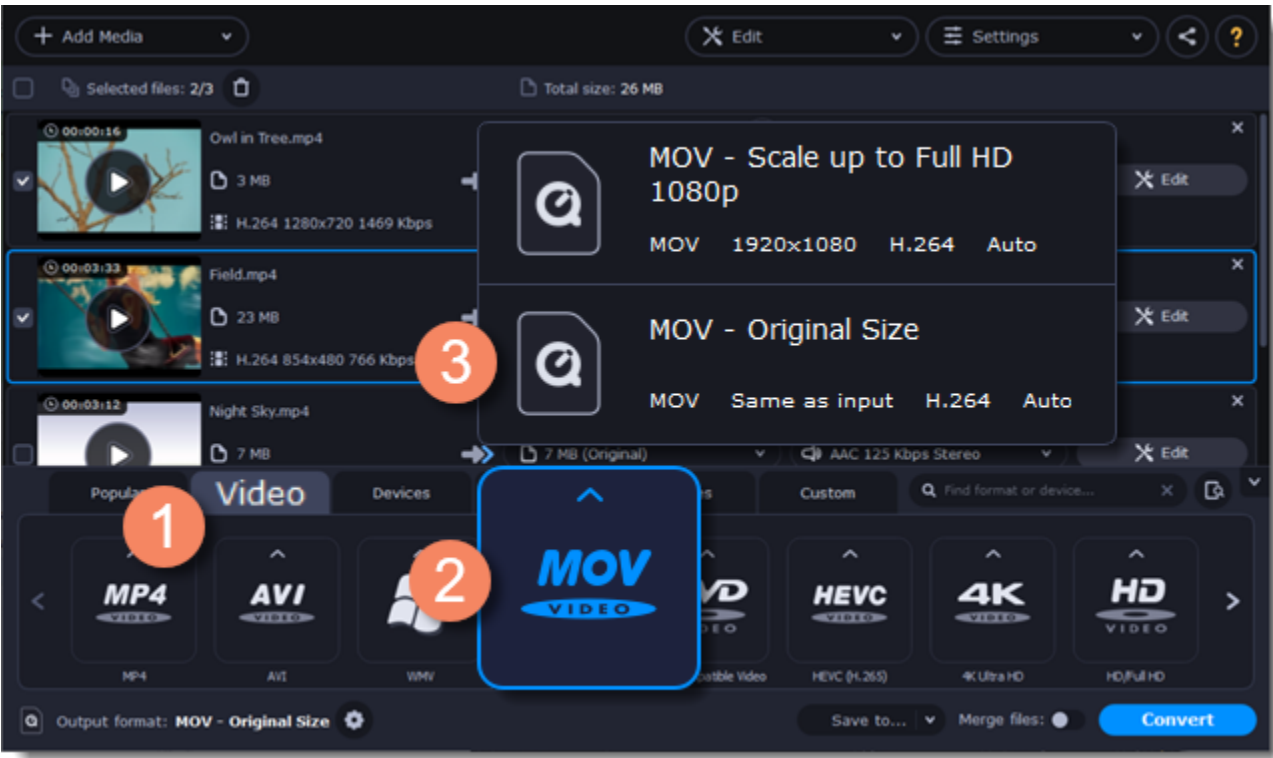 + Add Media
Edit
Settings
?
Selected files: 2/3
Total size: 26 MB
00:00:16
Owl in Tree.mp4
3 MB
H.264 1280x720 1469 Kbps
Edit
MOV - Scale up to Full HD
1080p
MOV 1920x1080 H.264 Auto
00:03:33
Field.mp4
23 MB
H.264 854x480 766 Kbps
Edit
3
MOV - Original Size
MOV Same as input H.264 Auto
00:03:12
Night Sky.mp4
7 MB
7 MB (Original)
AAC 125 Kbps Stereo
Edit
1
Video
Devices
Custom
Find format or device...
2
MP4
VIDEO
MP4
AVI
VIDEO
AVI
WMV
MOV
VIDEO
Video
HEVC
VIDEO
HEVC (H.265)
4K
VIDEO
4K Ultra HD
HD
VIDEO
HD/Full HD
Output format: MOV - Original Size
Save to...
Merge files:
Convert